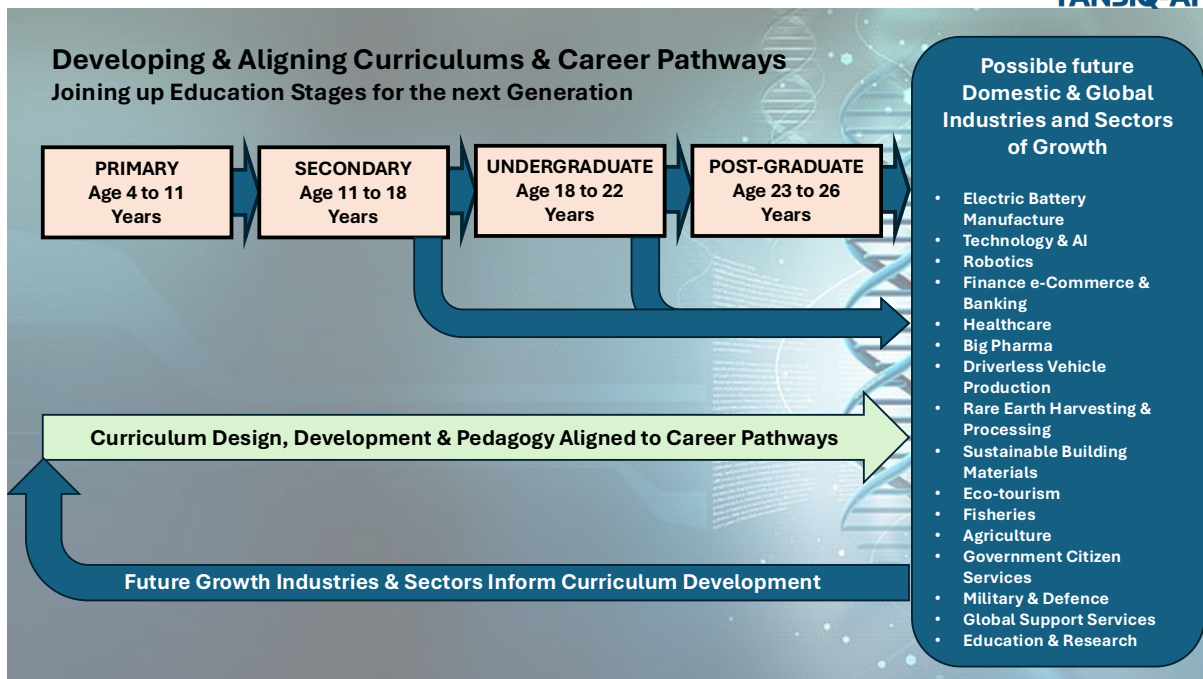 Developing & Aligning Curriculums & Career Pathways
Joining up Education Stages for the next Generation
PRIMARY
Age 4 to 11
Years
SECONDARY
Age 11 to 18
Years
UNDERGRADUATE
Age 18 to 22
Years
POST-GRADUATE
Age 23 to 26
Years
Curriculum Design, Development & Pedagogy Aligned to Career Pathways
Future Growth Industries & Sectors Inform Curriculum Development
Possible future
Domestic & Global
Industries and Sectors
of Growth
• Electric Battery
Manufacture
• Technology & AI
• Robotics
• Finance e-Commerce &
Banking
• Healthcare
• Big Pharma
• Driverless Vehicle
Production
• Rare Earth Harvesting &
Processing
• Sustainable Building
Materials
• Eco-tourism
• Fisheries
• Agriculture
• Government Citizen
Services
• Military & Defence
• Global Support Services
• Education & Research